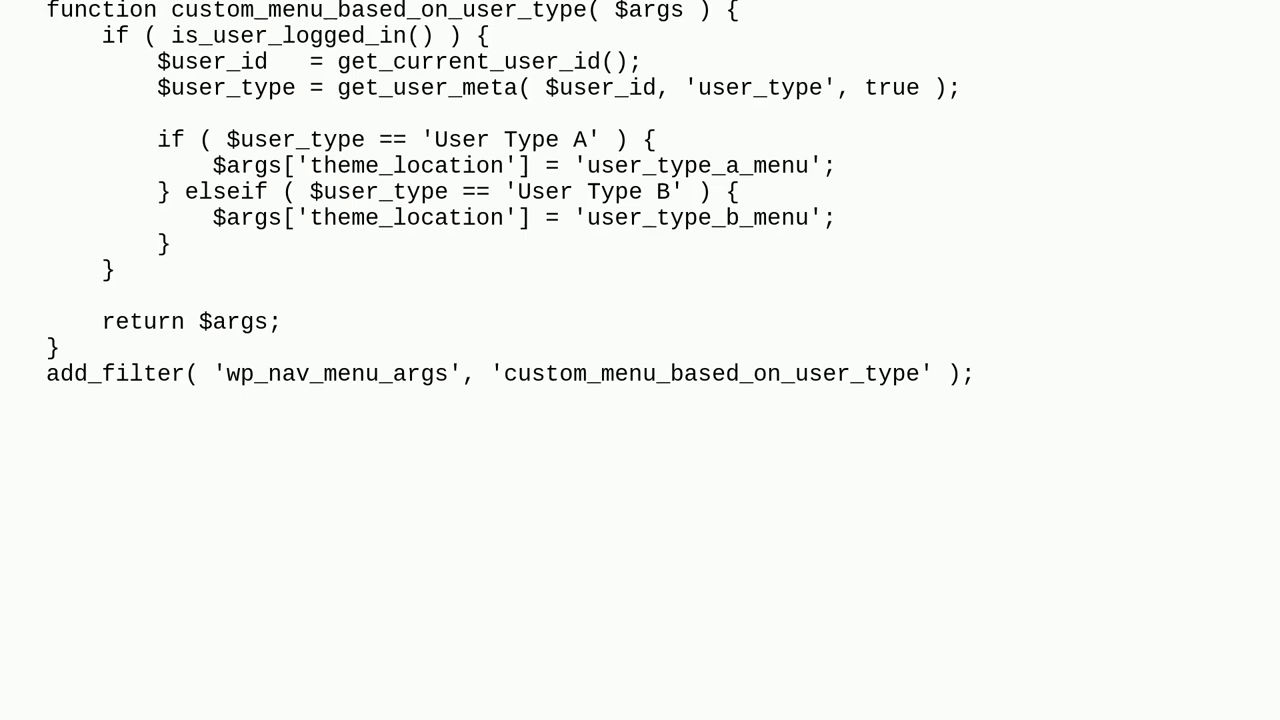 function custom_menu_based_on_user_type( $args ) {
    if ( is_user_logged_in() ) {
        $user_id   = get_current_user_id();
        $user_type = get_user_meta( $user_id, 'user_type', true );

        if ( $user_type == 'User Type A' ) {
            $args['theme_location'] = 'user_type_a_menu';
        } elseif ( $user_type == 'User Type B' ) {
            $args['theme_location'] = 'user_type_b_menu';
        }
    }

    return $args;
}
add_filter( 'wp_nav_menu_args', 'custom_menu_based_on_user_type' );